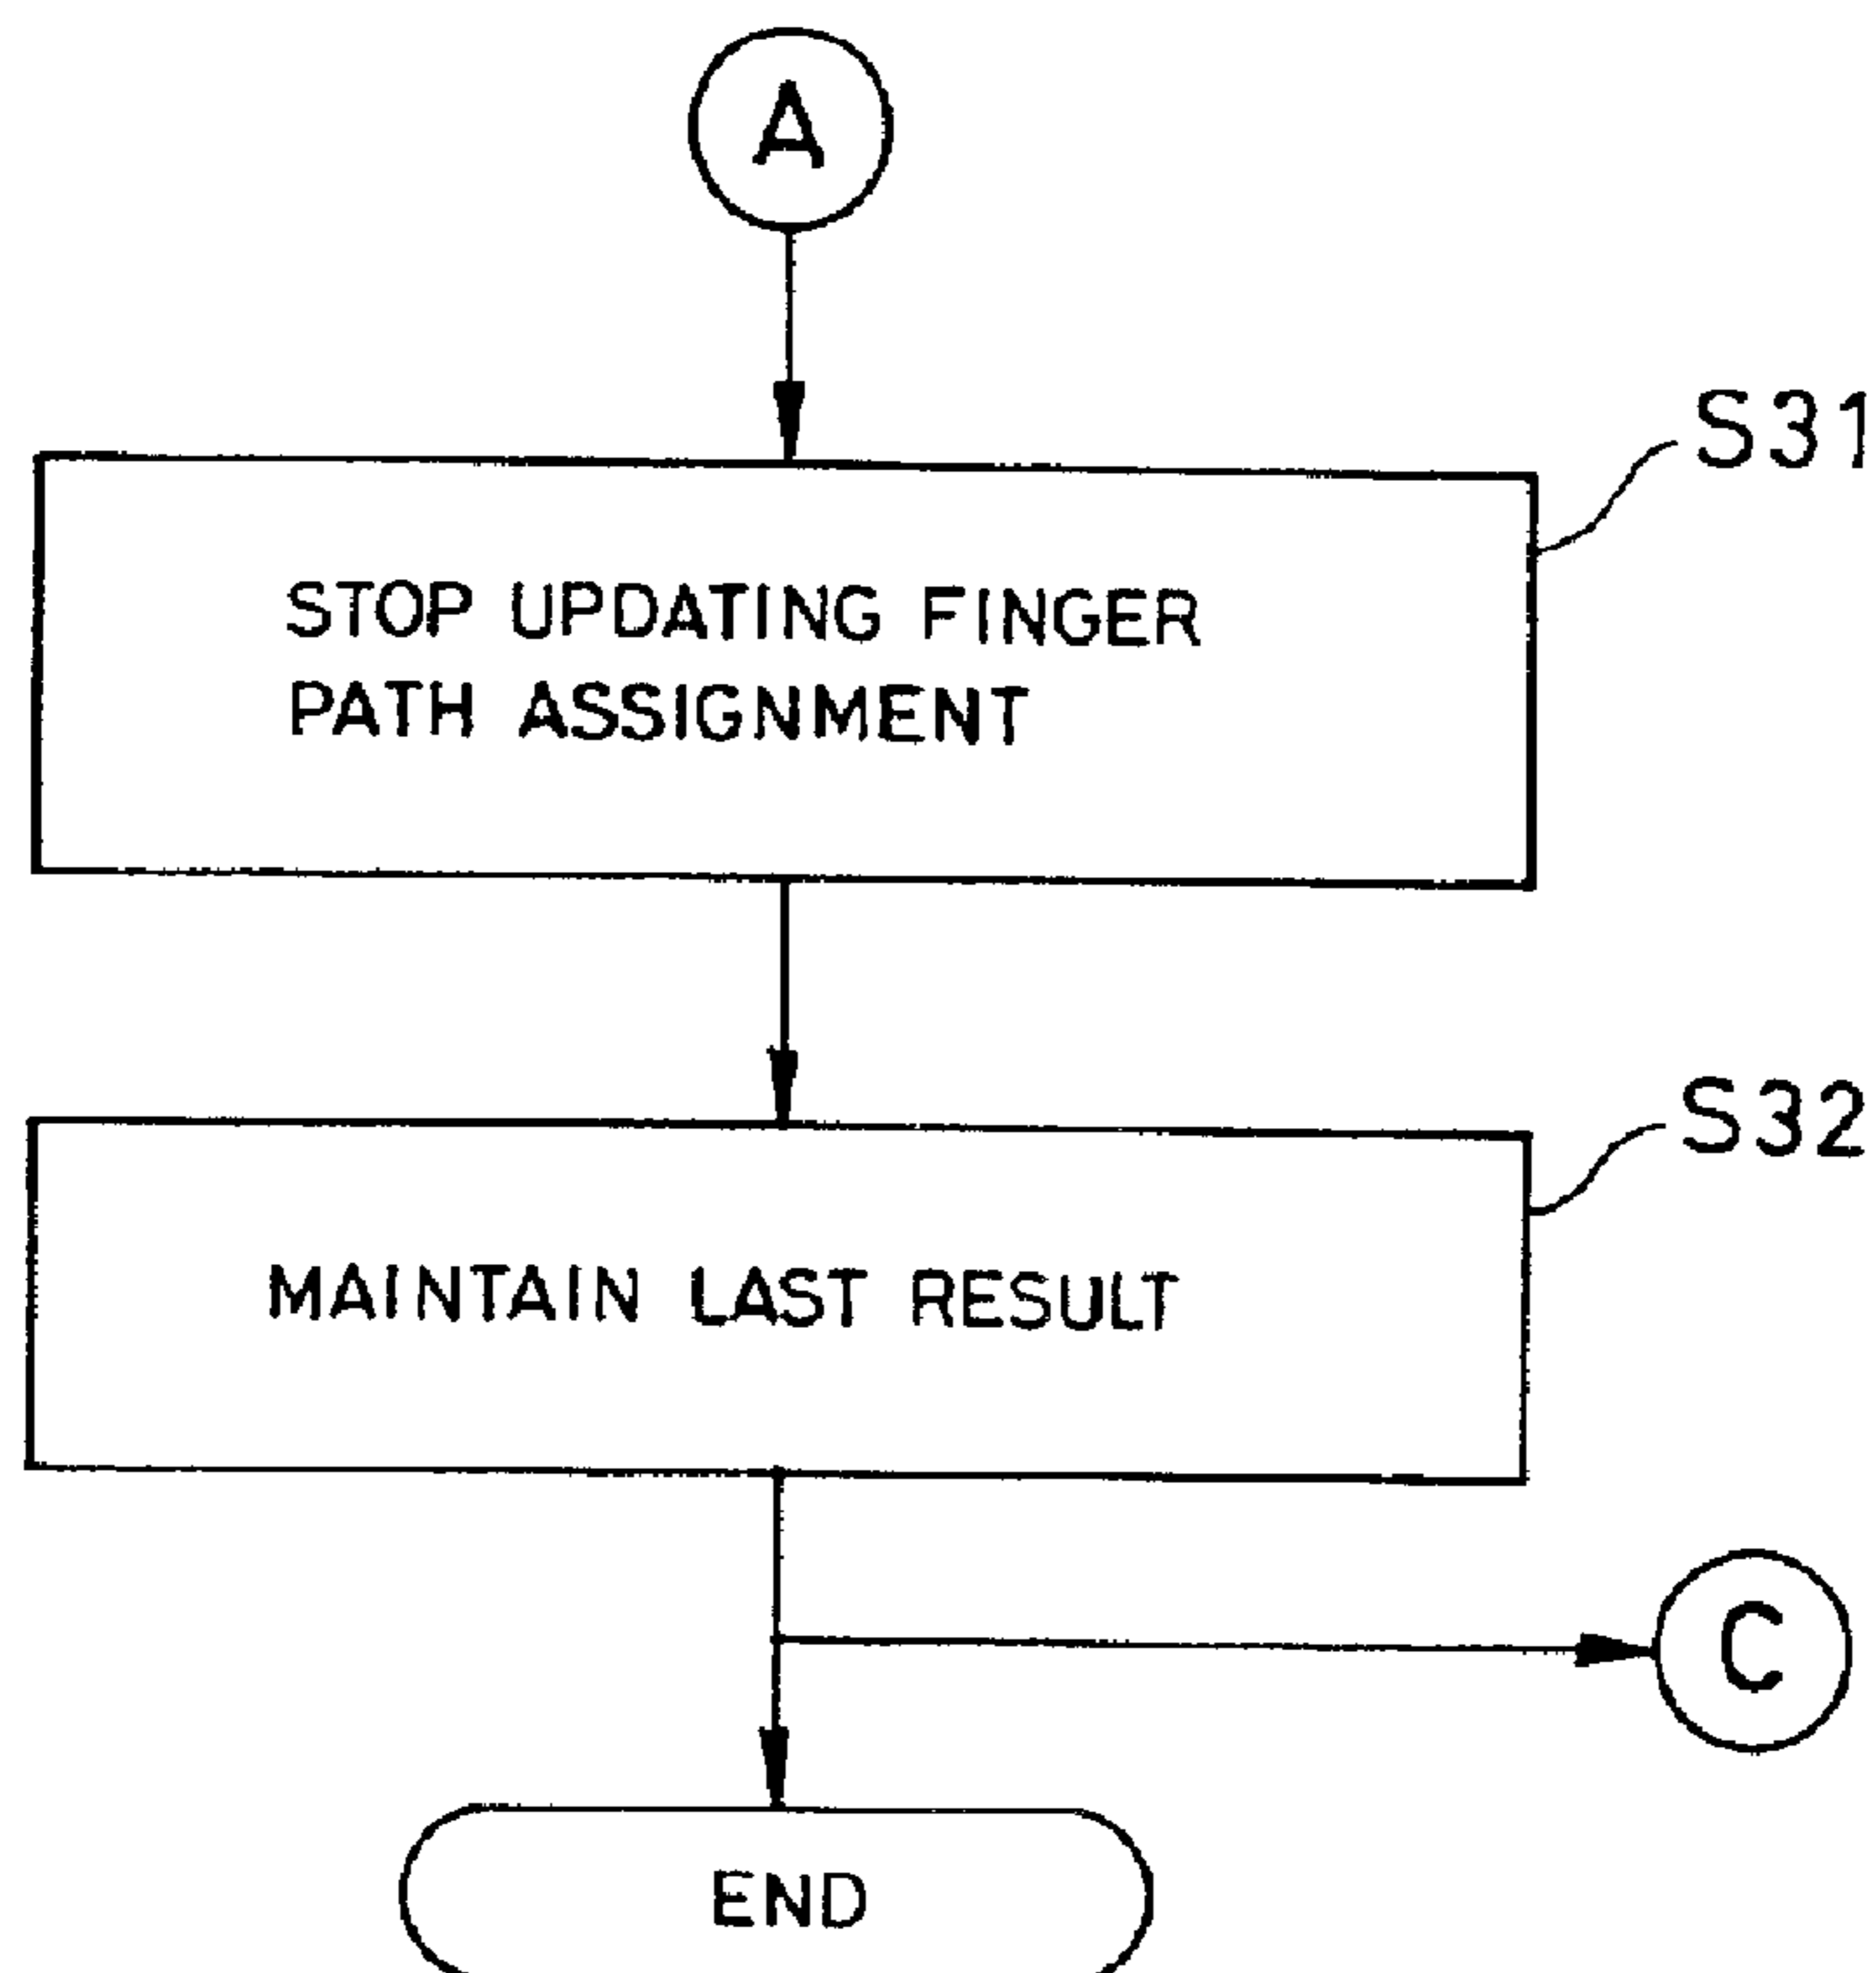 A
S31
STOP UPDATING FINGER
PATH ASSIGNMENT
S32
MAINTAIN LAST RESULT
C
END